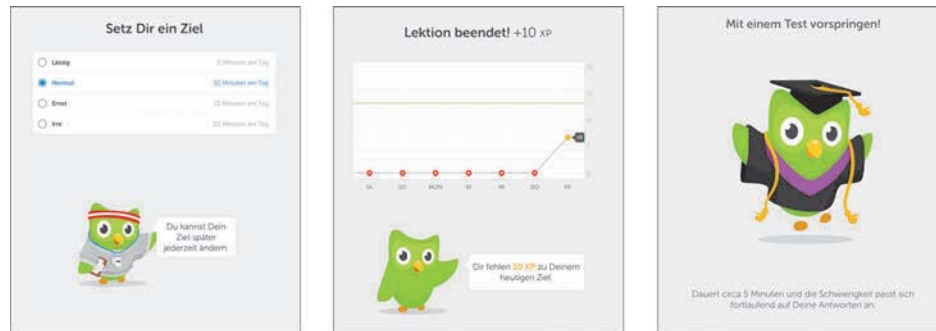 Setz Dir ein Ziel
Lässig 5 Minuten am Tag
Normal 10 Minuten am Tag
Ernst 15 Minuten am Tag
Irre 20 Minuten am Tag
Du kannst Dein
Ziel später
jederzeit ändern.
Lektion beendet! +10 XP
SA SO MON DI MI DO FR
Dir fehlen 10 XP zu Deinem
heutigen Ziel.
Mit einem Test vorspringen!
Dauert circa 5 Minuten und die Schwierigkeit passt sich
fortlaufend auf Deine Antworten an.